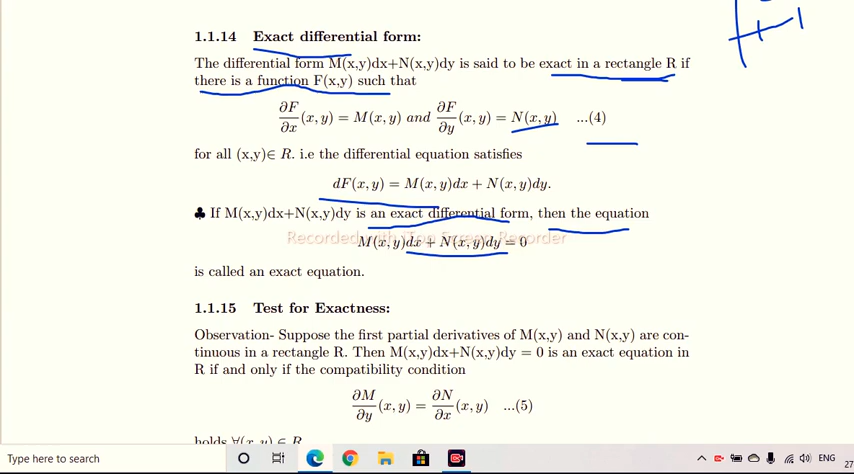 1.1.14 Exact differential form:
The differential form M(x,y)dx+N(x,y)dy is said to be exact in a rectangle R if
there is a function F(x,y) such that
∂F/∂x (x, y) = M(x, y) and ∂F/∂y (x, y) = N(x, y) ...(4)
for all (x,y)∈ R. i.e the differential equation satisfies
dF(x, y) = M(x, y)dx + N(x, y)dy.
♣ If M(x,y)dx+N(x,y)dy is an exact differential form, then the equation
Recorded with iTop Screen Recorder
M(x, y)dx + N(x, y)dy = 0
is called an exact equation.
1.1.15 Test for Exactness:
Observation- Suppose the first partial derivatives of M(x,y) and N(x,y) are con-
tinuous in a rectangle R. Then M(x,y)dx+N(x,y)dy = 0 is an exact equation in
R if and only if the compatibility condition
∂M/∂y (x, y) = ∂N/∂x (x, y) ...(5)
holds ∀(x, y) ∈ R
Type here to search
ENG
27